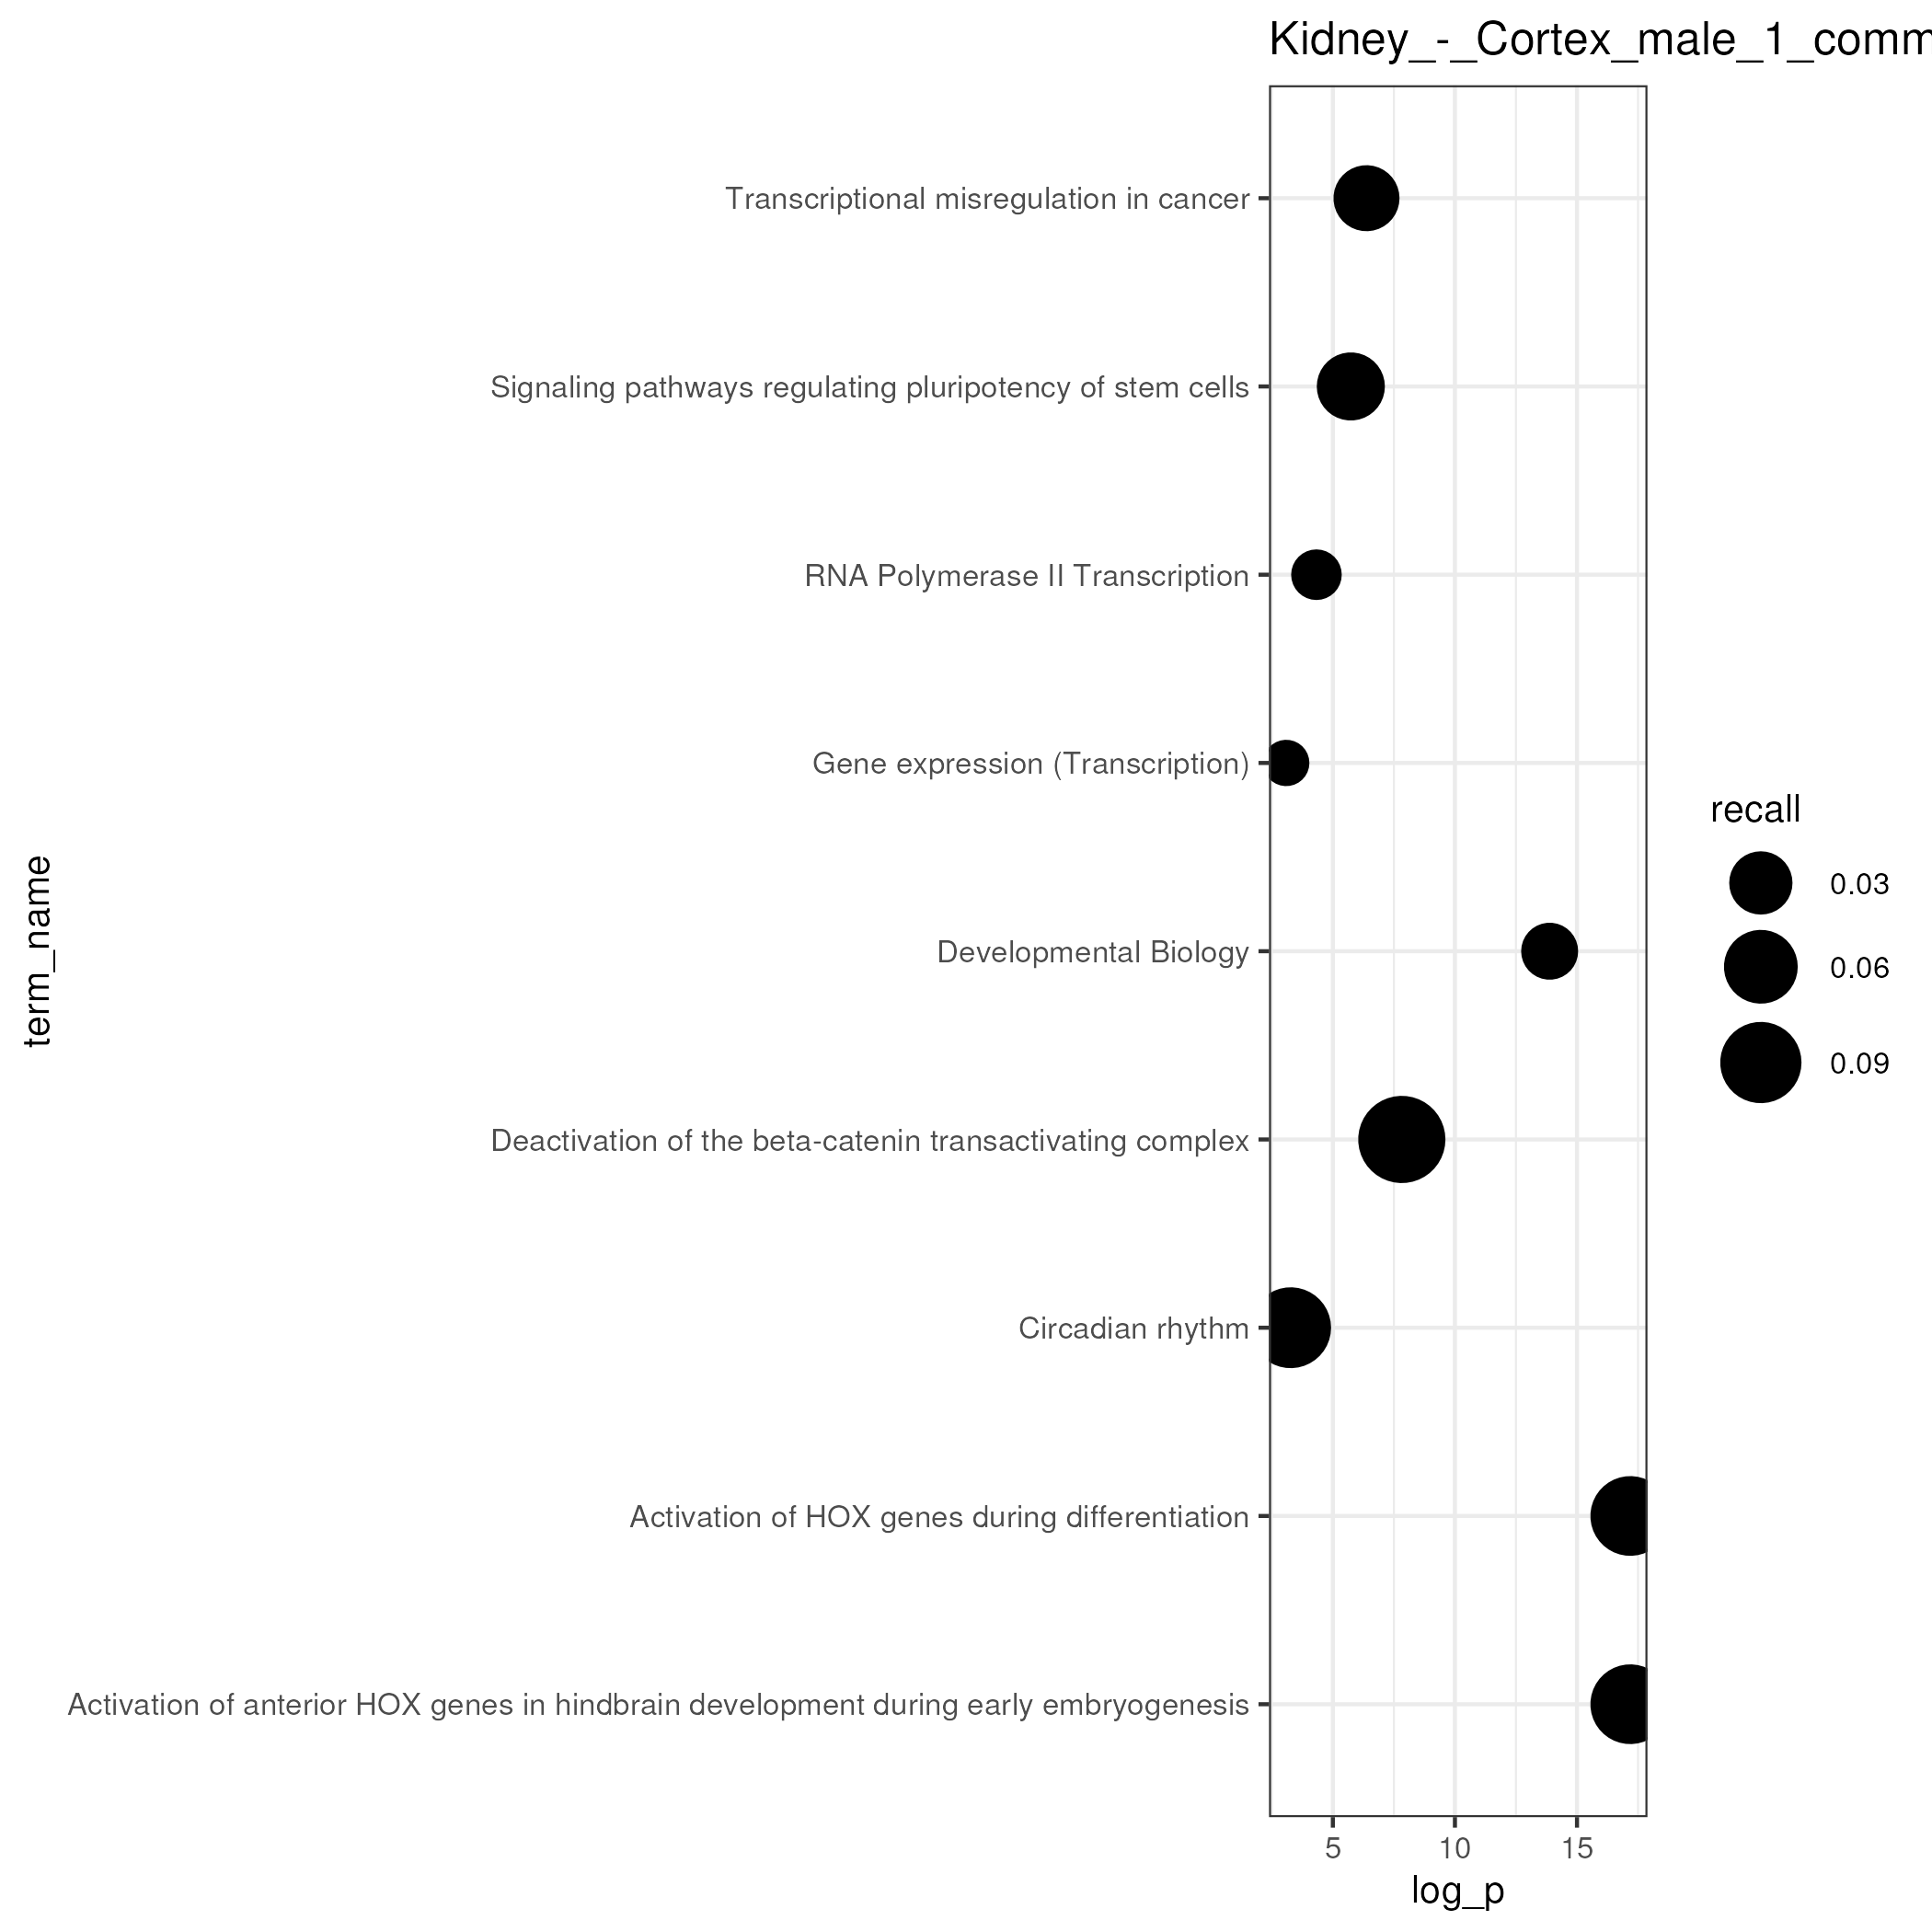 Kidney_-_Cortex_male_1_comm
Transcriptional misregulation in cancer
Signaling pathways regulating pluripotency of stem cells
RNA Polymerase II Transcription
Gene expression (Transcription)
Developmental Biology
Deactivation of the beta-catenin transactivating complex
Circadian rhythm
Activation of HOX genes during differentiation
Activation of anterior HOX genes in hindbrain development during early embryogenesis
term_name
5 10 15
log_p
recall
0.03
0.06
0.09